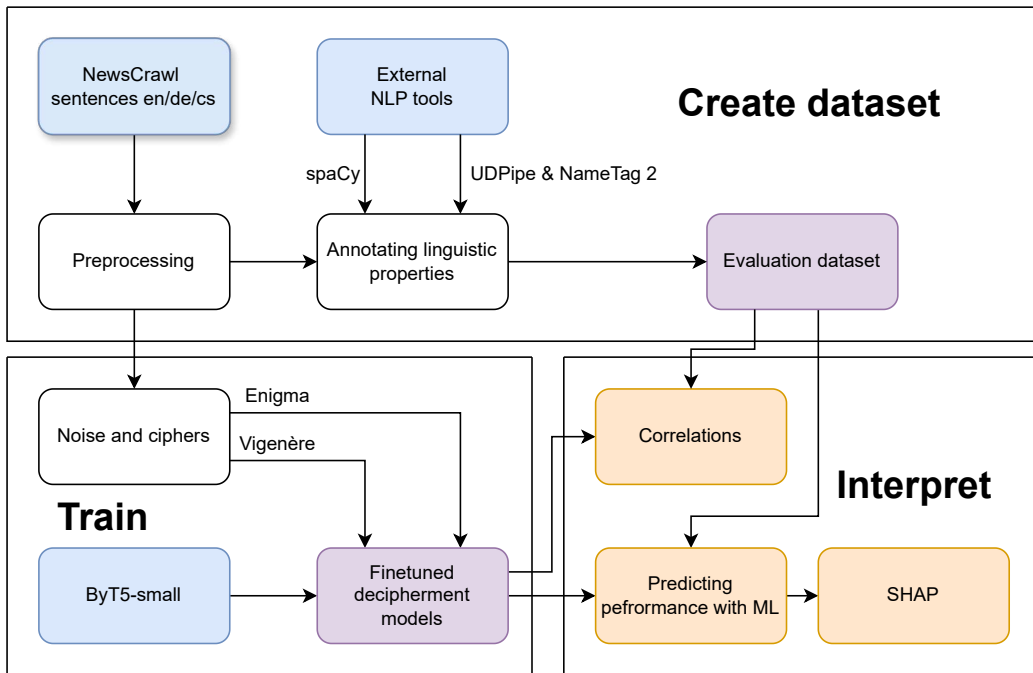 NewsCrawl
sentences en/de/cs
External
NLP tools
Create dataset
spaCy
UDPipe & NameTag 2
Preprocessing
Annotating linguistic
properties
Evaluation dataset
Noise and ciphers
Enigma
Vigenère
Correlations
Interpret
Train
ByT5-small
Finetuned
decipherment
models
Predicting
pefrormance with ML
SHAP